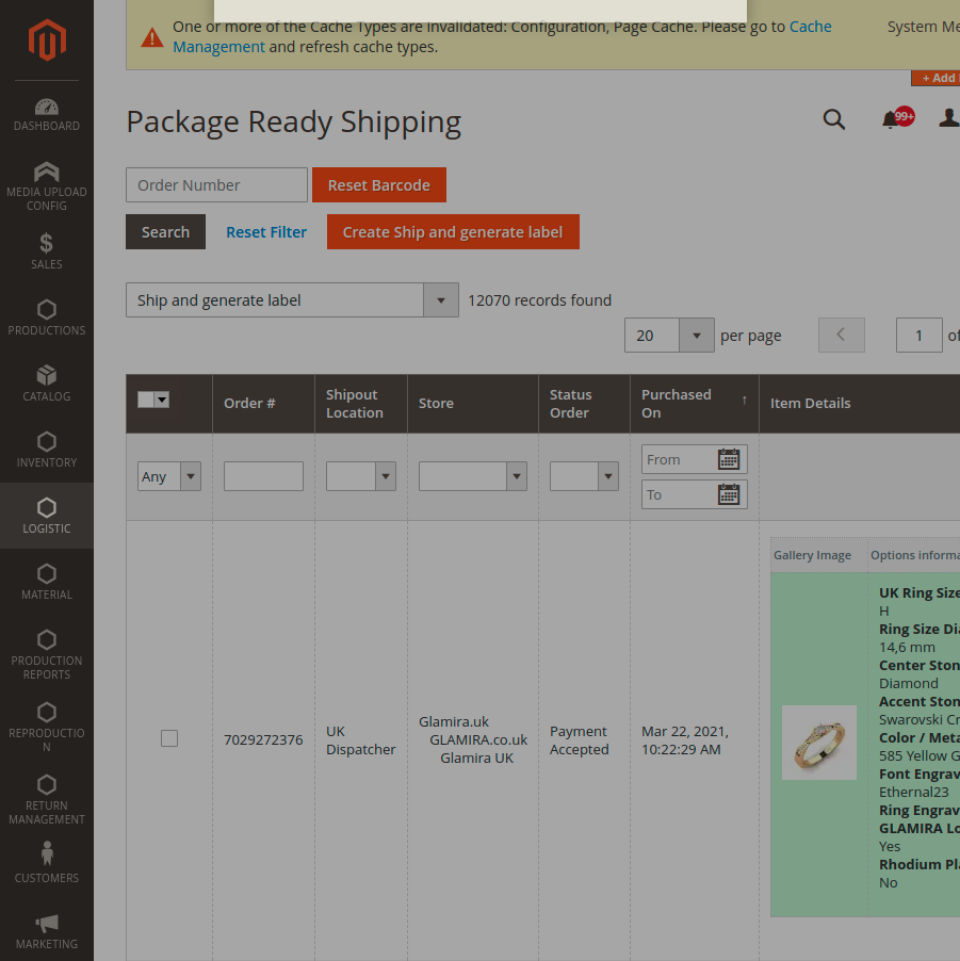 One or more of the Cache Types are invalidated: Configuration, Page Cache. Please go to Cache
Management and refresh cache types.
System Me
+ Add
Package Ready Shipping
99+
Order Number
Reset Barcode
Search
Reset Filter
Create Ship and generate label
Ship and generate label
12070 records found
20
per page
1
of
Order #
Shipout
Location
Store
Status
Order
Purchased
On
↑
Item Details
Any
From
To
Gallery Image
Options informa
UK Ring Size
H
Ring Size Dia
14,6 mm
Center Ston
Diamond
Accent Ston
Swarovski Cr
Color / Meta
585 Yellow G
Font Engrav
Ethernal23
Ring Engrav
GLAMIRA Lo
Yes
Rhodium Pla
No
7029272376
UK
Dispatcher
Glamira.uk
GLAMIRA.co.uk
Glamira UK
Payment
Accepted
Mar 22, 2021,
10:22:29 AM
DASHBOARD
MEDIA UPLOAD
CONFIG
$
SALES
PRODUCTIONS
CATALOG
INVENTORY
LOGISTIC
MATERIAL
PRODUCTION
REPORTS
REPRODUCTIO
N
RETURN
MANAGEMENT
CUSTOMERS
MARKETING